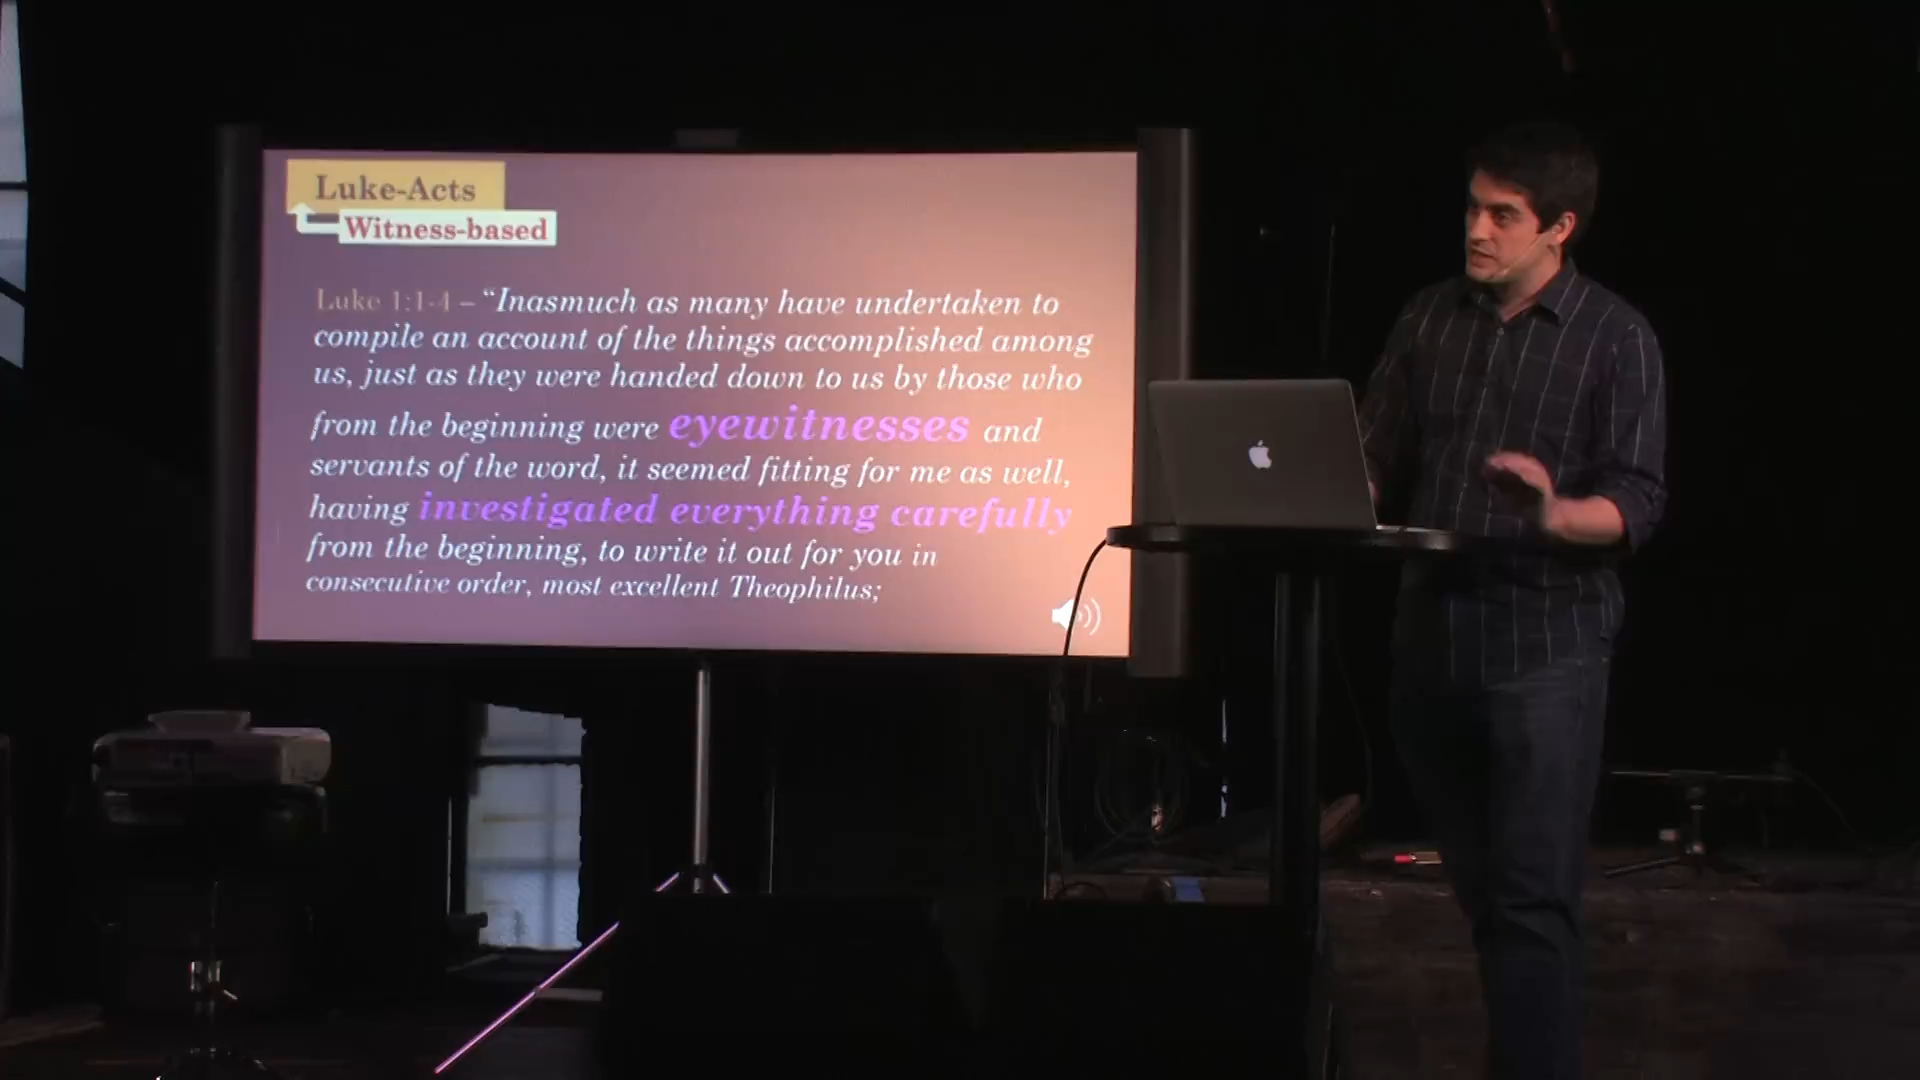 Luke-Acts
Witness-based
Luke 1:1-4 – “Inasmuch as many have undertaken to
compile an account of the things accomplished among
us, just as they were handed down to us by those who
from the beginning were eyewitnesses and
servants of the word, it seemed fitting for me as well,
having investigated everything carefully
from the beginning, to write it out for you in
consecutive order, most excellent Theophilus;